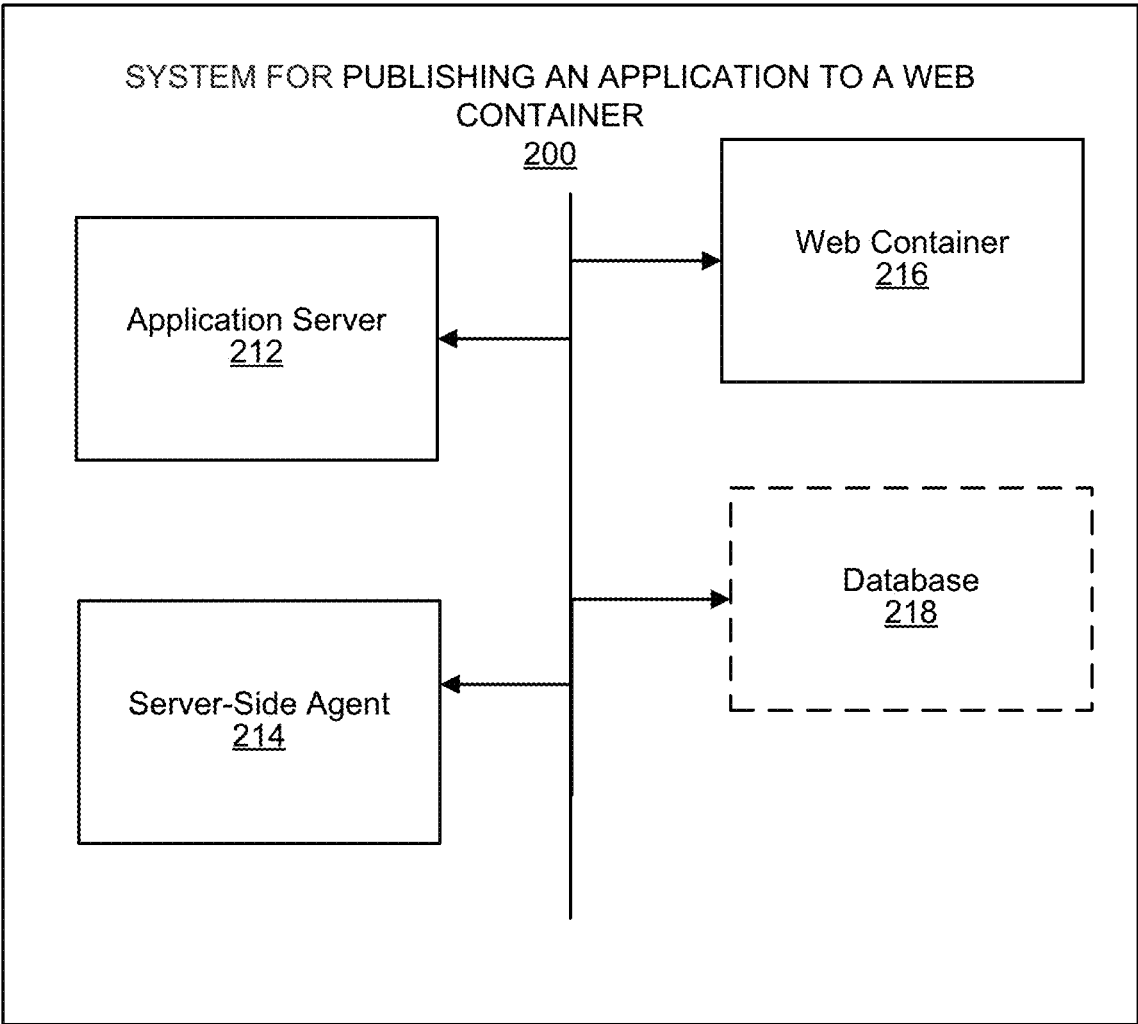 SYSTEM FOR PUBLISHING AN APPLICATION TO A WEB
CONTAINER
200
Web Container
216
Application Server
212
Database
218
Server-Side Agent
214